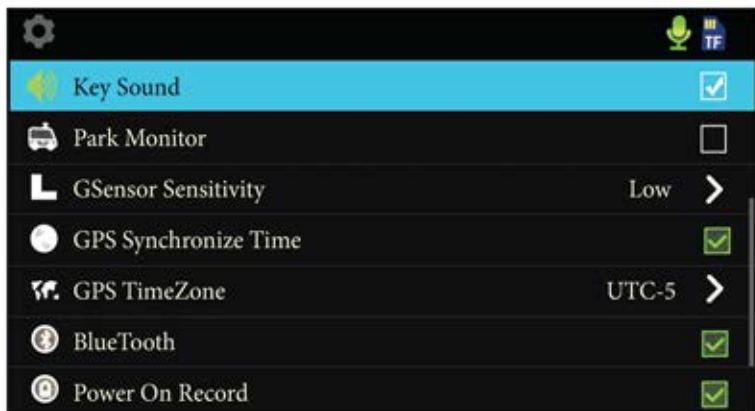 TF
Key Sound
Park Monitor
GSensor Sensitivity Low
GPS Synchronize Time
GPS TimeZone UTC-5
BlueTooth
Power On Record